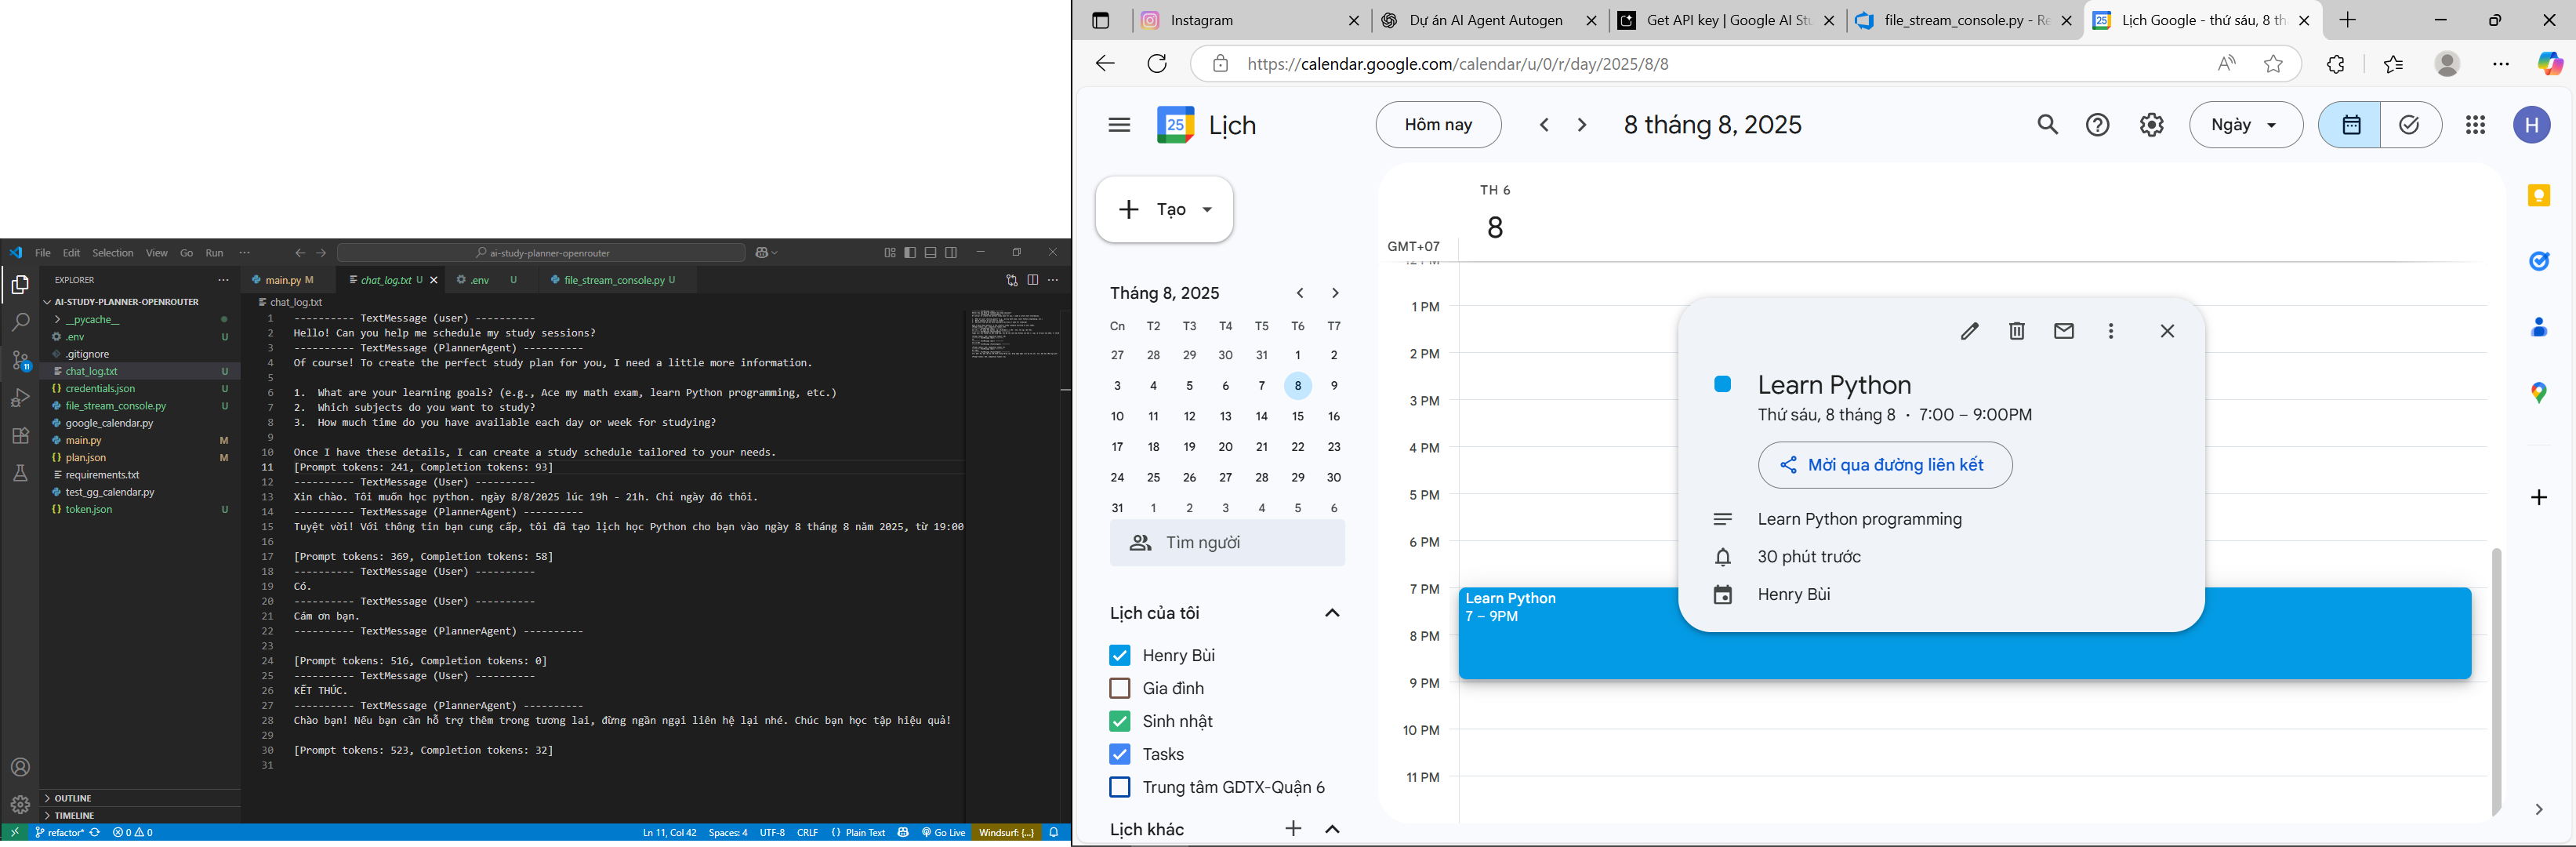 File Edit Selection View Go Run ···
ai-study-planner-openrouter
EXPLORER ···
AI-STUDY-PLANNER-OPENROUTER
__pycache__
.env U
.gitignore
chat_log.txt U
credentials.json U
file_stream_console.py U
google_calendar.py
main.py M
plan.json M
requirements.txt
test_gg_calendar.py
token.json U
OUTLINE
TIMELINE
11
main.py M chat_log.txt U .env U file_stream_console.py U
chat_log.txt
1 ---------- TextMessage (user) ----------
2 Hello! Can you help me schedule my study sessions?
3 ---------- TextMessage (PlannerAgent) ----------
4 Of course! To create the perfect study plan for you, I need a little more information.
5
6 1. What are your learning goals? (e.g., Ace my math exam, learn Python programming, etc.)
7 2. Which subjects do you want to study?
8 3. How much time do you have available each day or week for studying?
9
10 Once I have these details, I can create a study schedule tailored to your needs.
11 [Prompt tokens: 241, Completion tokens: 93]
12 ---------- TextMessage (User) ----------
13 Xin chào. Tôi muốn học python. ngày 8/8/2025 lúc 19h - 21h. Chỉ ngày đó thôi.
14 ---------- TextMessage (PlannerAgent) ----------
15 Tuyệt vời! Với thông tin bạn cung cấp, tôi đã tạo lịch học Python cho bạn vào ngày 8 tháng 8 năm 2025, từ 19:00
16
17 [Prompt tokens: 369, Completion tokens: 58]
18 ---------- TextMessage (User) ----------
19 Có.
20 ---------- TextMessage (User) ----------
21 Cám ơn bạn.
22 ---------- TextMessage (PlannerAgent) ----------
23
24 [Prompt tokens: 516, Completion tokens: 0]
25 ---------- TextMessage (User) ----------
26 KẾT THÚC.
27 ---------- TextMessage (PlannerAgent) ----------
28 Chào bạn! Nếu bạn cần hỗ trợ thêm trong tương lai, đừng ngần ngại liên hệ lại nhé. Chúc bạn học tập hiệu quả!
29
30 [Prompt tokens: 523, Completion tokens: 32]
31
refactor* 0 0 Ln 11, Col 42 Spaces: 4 UTF-8 CRLF {} Plain Text Go Live Windsurf: {...}
Instagram
Dự án AI Agent Autogen
Get API key | Google AI Stu
file_stream_console.py - Re
Lịch Google - thứ sáu, 8 th
https://calendar.google.com/calendar/u/0/r/day/2025/8/8
25 Lịch Hôm nay 8 tháng 8, 2025 Ngày H
Tạo
Tháng 8, 2025
Cn T2 T3 T4 T5 T6 T7
27 28 29 30 31 1 2
3 4 5 6 7 8 9
10 11 12 13 14 15 16
17 18 19 20 21 22 23
24 25 26 27 28 29 30
31 1 2 3 4 5 6
Tìm người
Lịch của tôi
Henry Bùi
Gia đình
Sinh nhật
Tasks
Trung tâm GDTX-Quận 6
Lịch khác
TH 6
8
GMT+07
1 PM
2 PM
3 PM
4 PM
5 PM
6 PM
7 PM
8 PM
9 PM
10 PM
11 PM
Learn Python
7 – 9PM
Learn Python
Thứ sáu, 8 tháng 8 · 7:00 – 9:00PM
Mời qua đường liên kết
Learn Python programming
30 phút trước
Henry Bùi